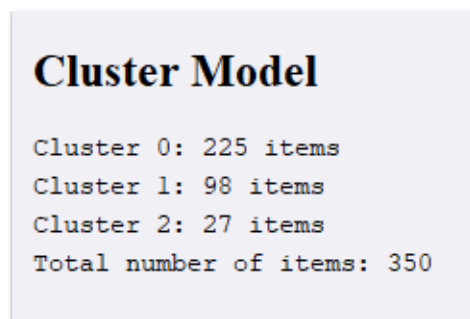 Cluster Model
Cluster 0: 225 items
Cluster 1: 98 items
Cluster 2: 27 items
Total number of items: 350